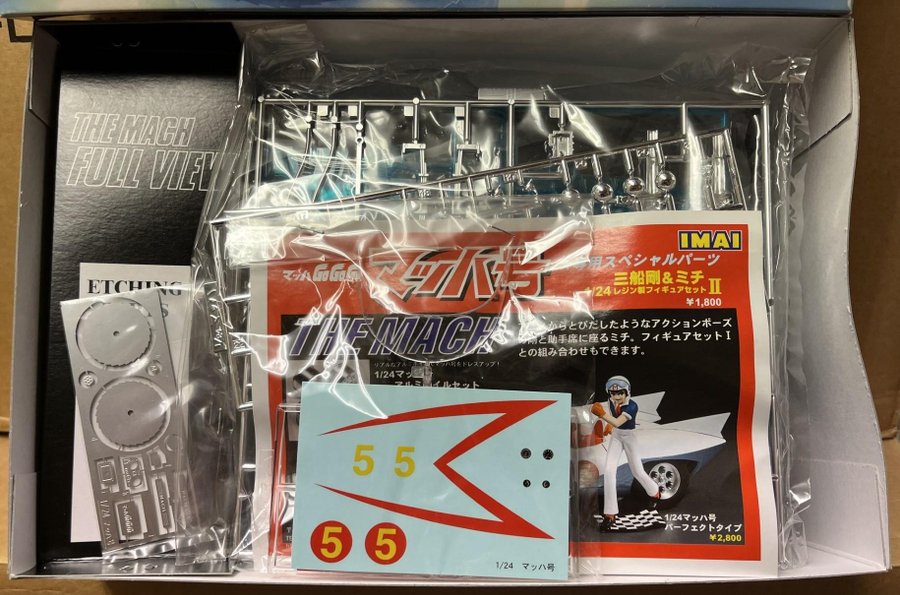 THE MACH
FULL VIEW
ETCHING
IMAI
マッハGoGoGo
マッハ号
用スペシャルパーツ
三船剛&ミチ
1/24 レジン製フィギュアセット II
¥1,800
THE MACH
からとびだしたようなアクションポーズ
と助手席に座るミチ。フィギュアセットI
との組み合わせもできます。
1/24マッハ
5 5
5 5
1/24 マッハ号
1/24マッハ号
パーフェクトタイプ
¥2,800